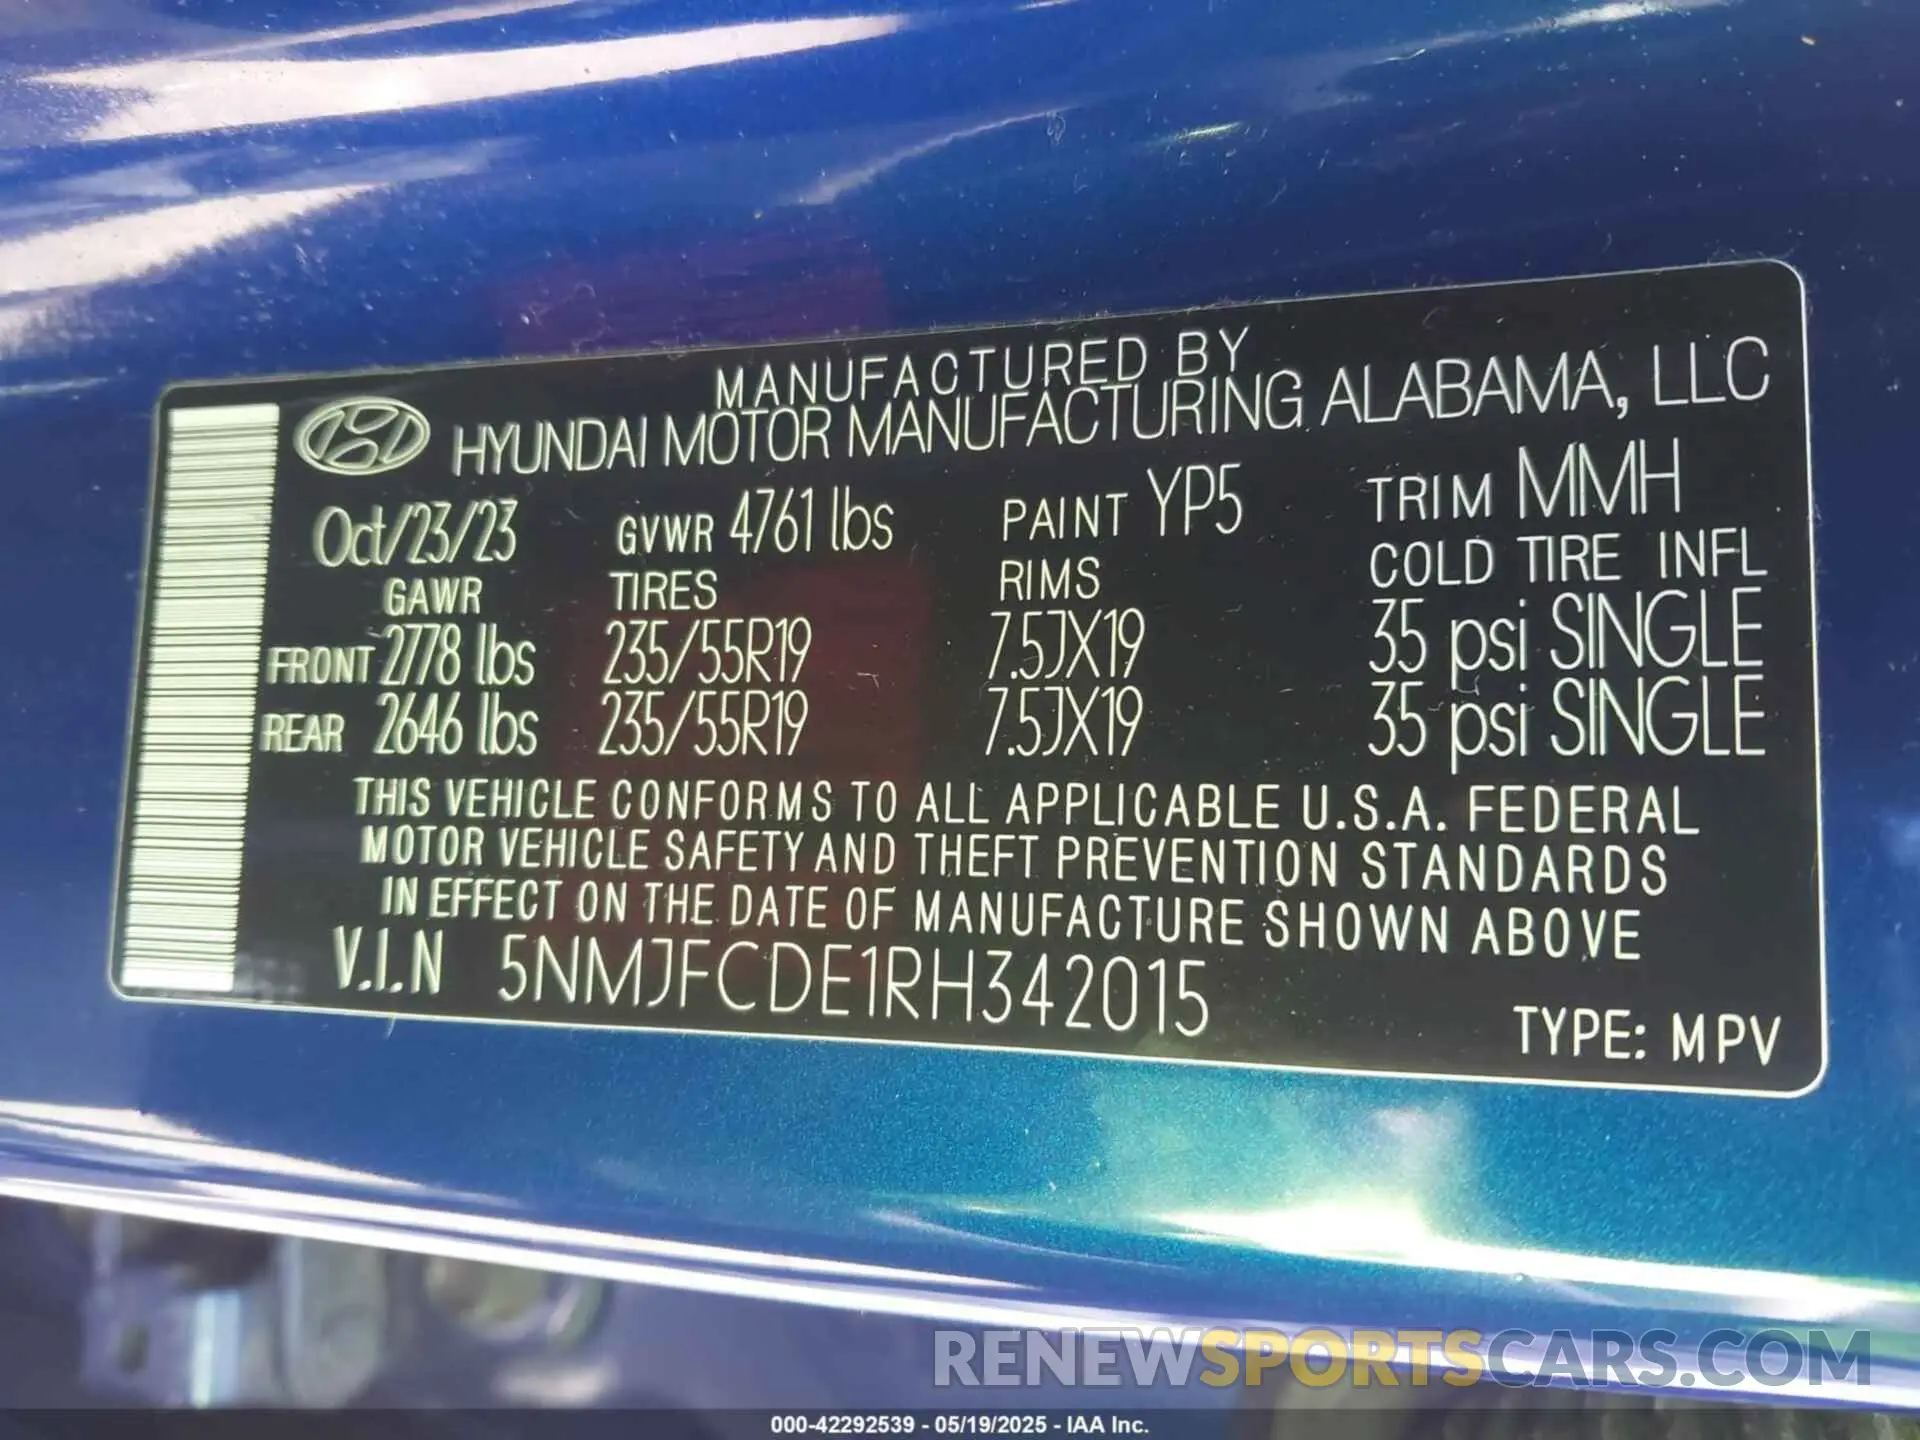 MANUFACTURED BY
HYUNDAI MOTOR MANUFACTURING ALABAMA, LLC
Oct/23/23 GVWR 4761 lbs PAINT YP5 TRIM MMH
GAWR TIRES RIMS COLD TIRE INFL
FRONT 2778 lbs 235/55R19 7.5JX19 35 psi SINGLE
REAR 2646 lbs 235/55R19 7.5JX19 35 psi SINGLE
THIS VEHICLE CONFORMS TO ALL APPLICABLE U.S.A. FEDERAL
MOTOR VEHICLE SAFETY AND THEFT PREVENTION STANDARDS
IN EFFECT ON THE DATE OF MANUFACTURE SHOWN ABOVE
V.I.N 5NMJFCDE1RH342015
TYPE: MPV
RENEWSPORTSCARS.COM
000-42292539 - 05/19/2025 - IAA Inc.